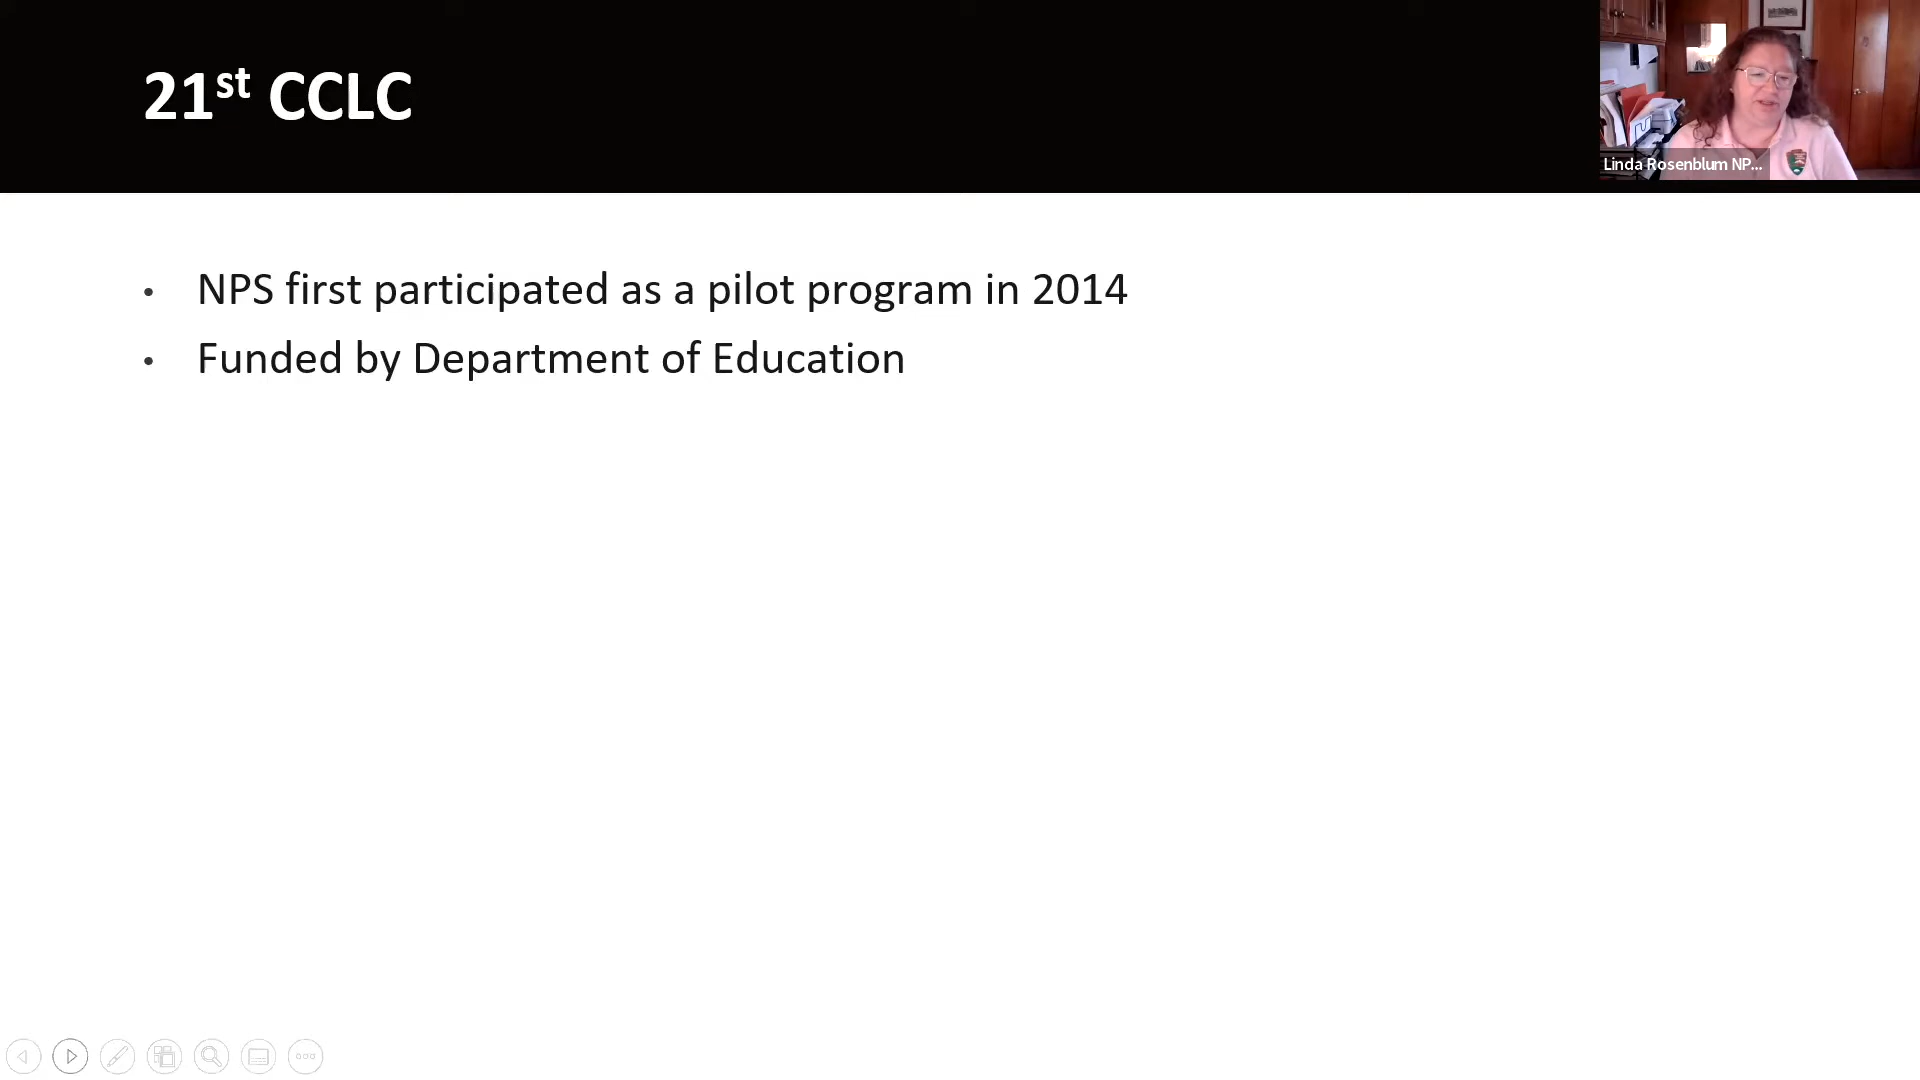 21st CCLC
Linda Rosenblum NP...
• NPS first participated as a pilot program in 2014
• Funded by Department of Education